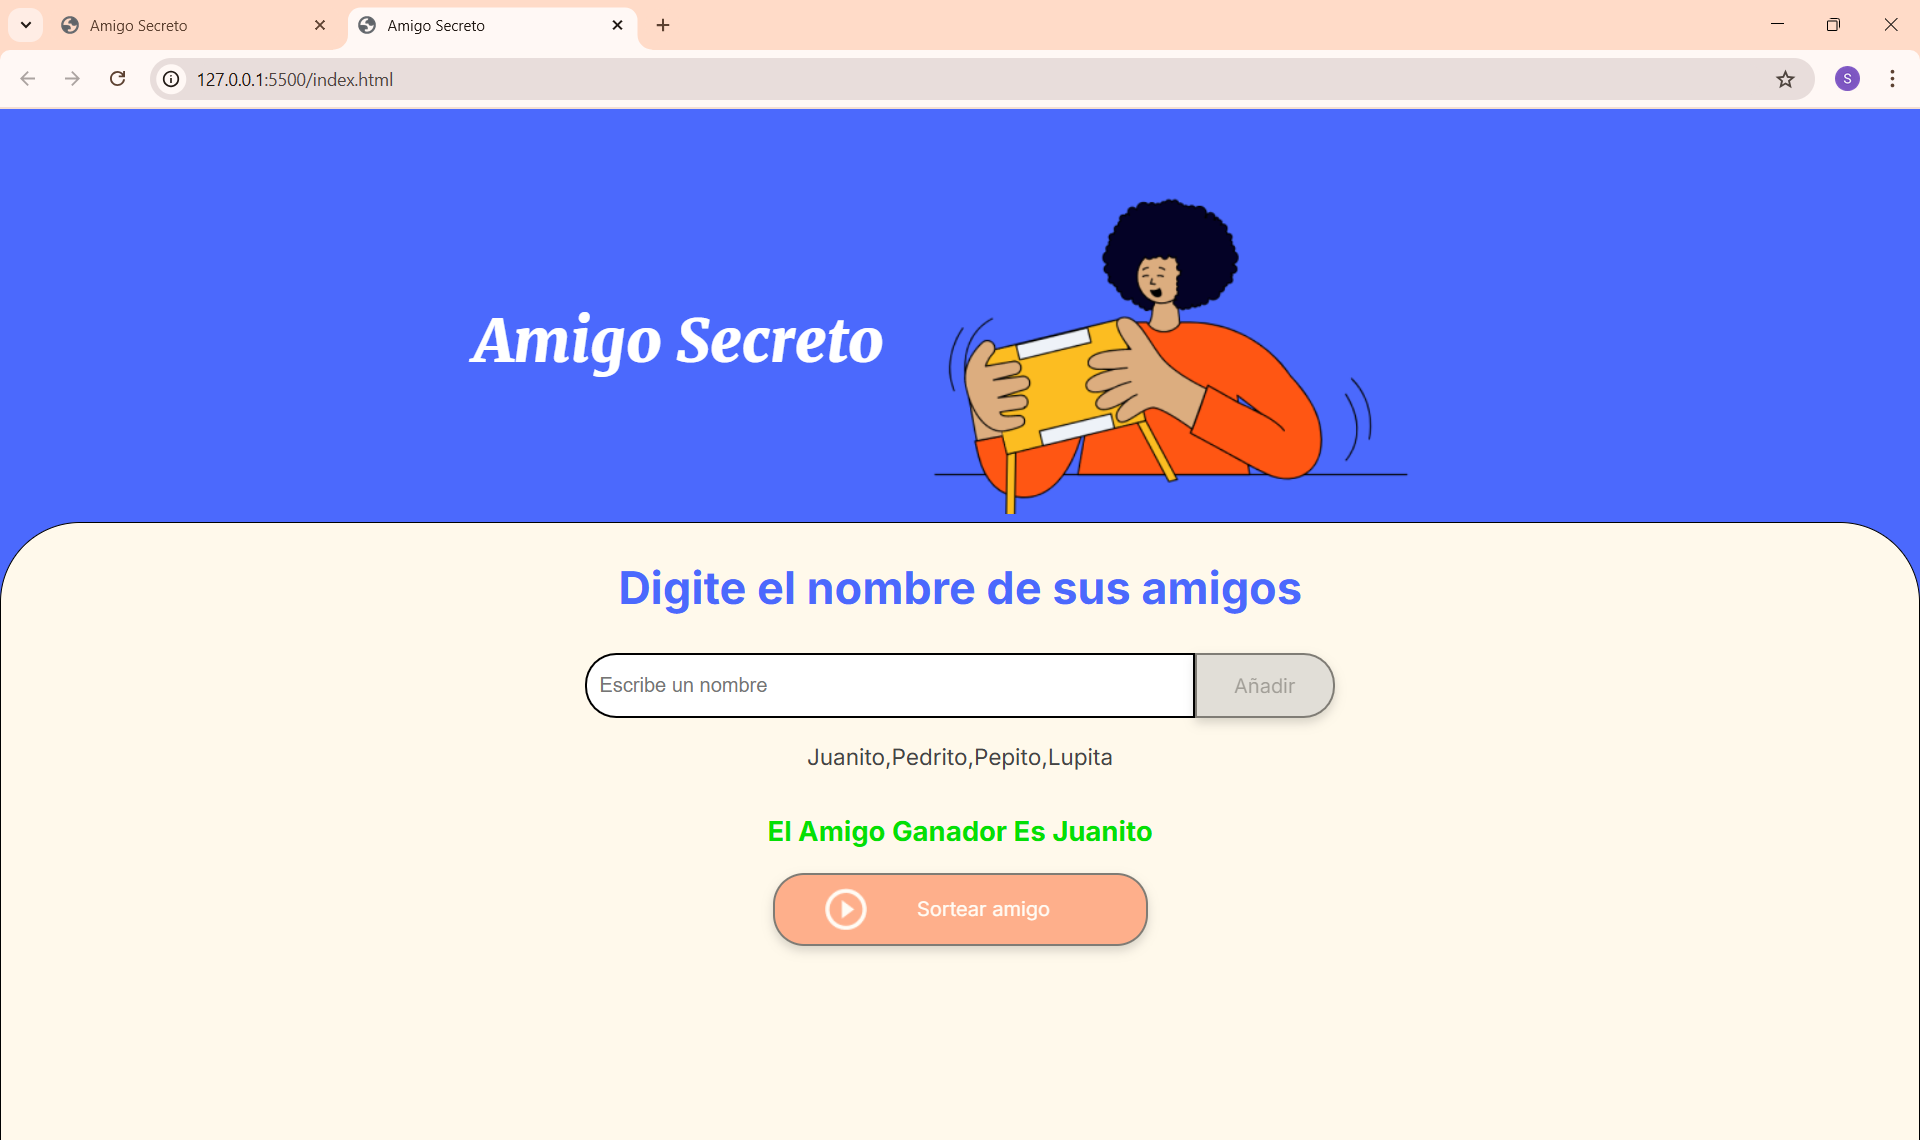 Amigo Secreto
Amigo Secreto
127.0.0.1:5500/index.html
S
Amigo Secreto
Digite el nombre de sus amigos
Escribe un nombre
Añadir
Juanito,Pedrito,Pepito,Lupita
El Amigo Ganador Es Juanito
Sortear amigo